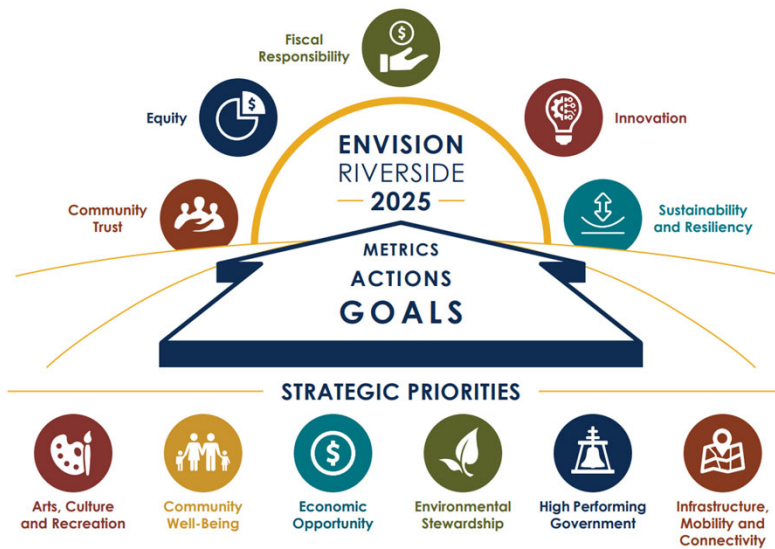 Fiscal
Responsibility
$
Equity
$
Innovation
ENVISION
RIVERSIDE
2025
Community
Trust
Sustainability
and Resiliency
METRICS
ACTIONS
GOALS
STRATEGIC PRIORITIES
$
Arts, Culture
and Recreation
Community
Well-Being
Economic
Opportunity
Environmental
Stewardship
High Performing
Government
Infrastructure,
Mobility and
Connectivity